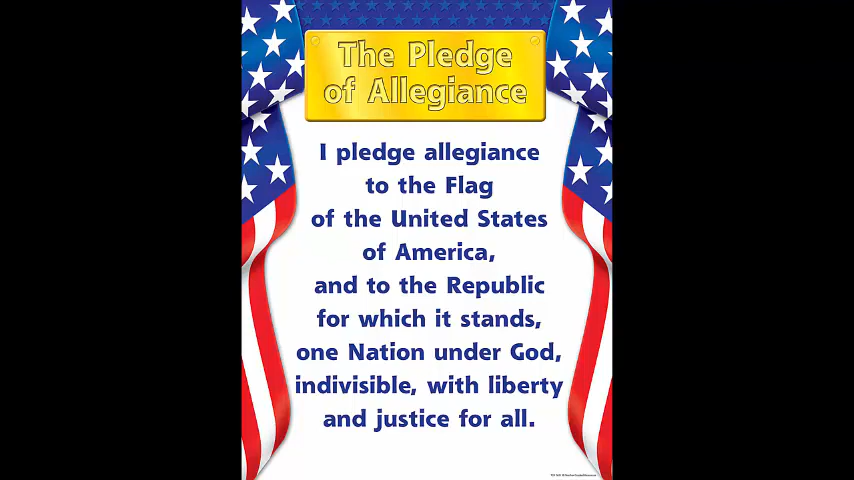 The Pledge
of Allegiance
I pledge allegiance
to the Flag
of the United States
of America,
and to the Republic
for which it stands,
one Nation under God,
indivisible, with liberty
and justice for all.